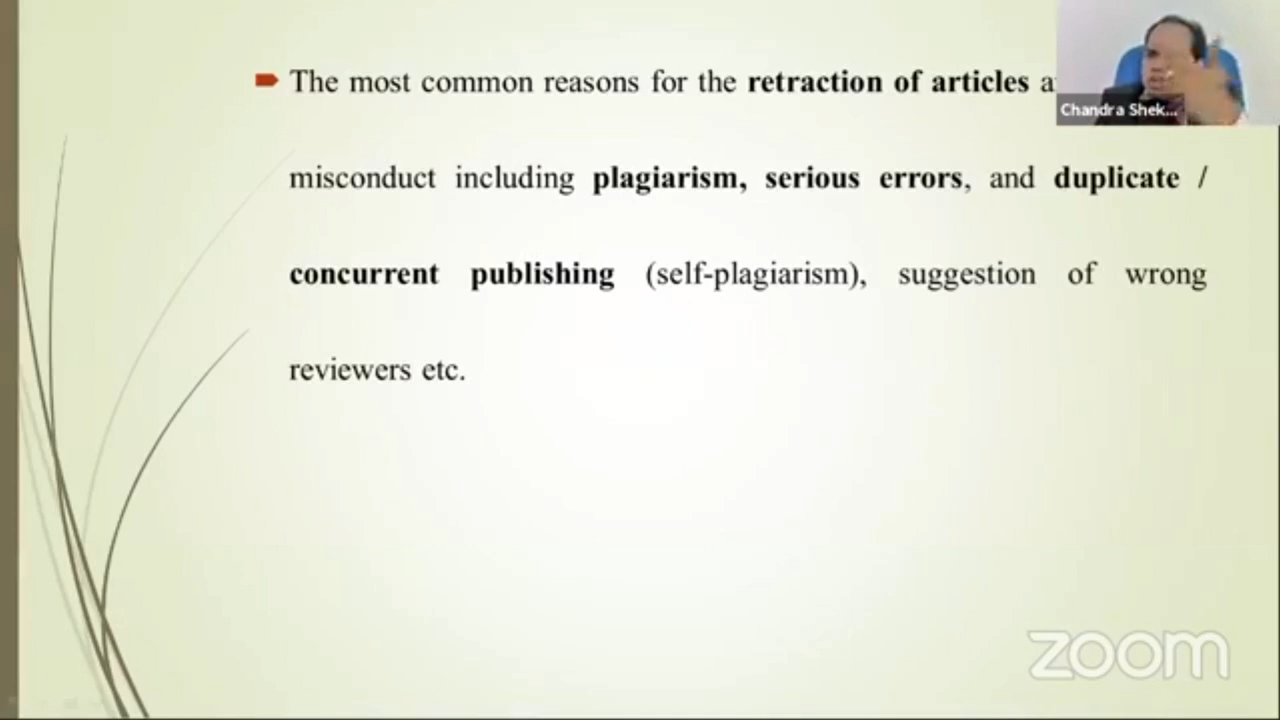 The most common reasons for the retraction of articles
Chandra Shek...
misconduct including plagiarism, serious errors, and duplicate /
concurrent publishing (self-plagiarism), suggestion of wrong
reviewers etc.
zoom